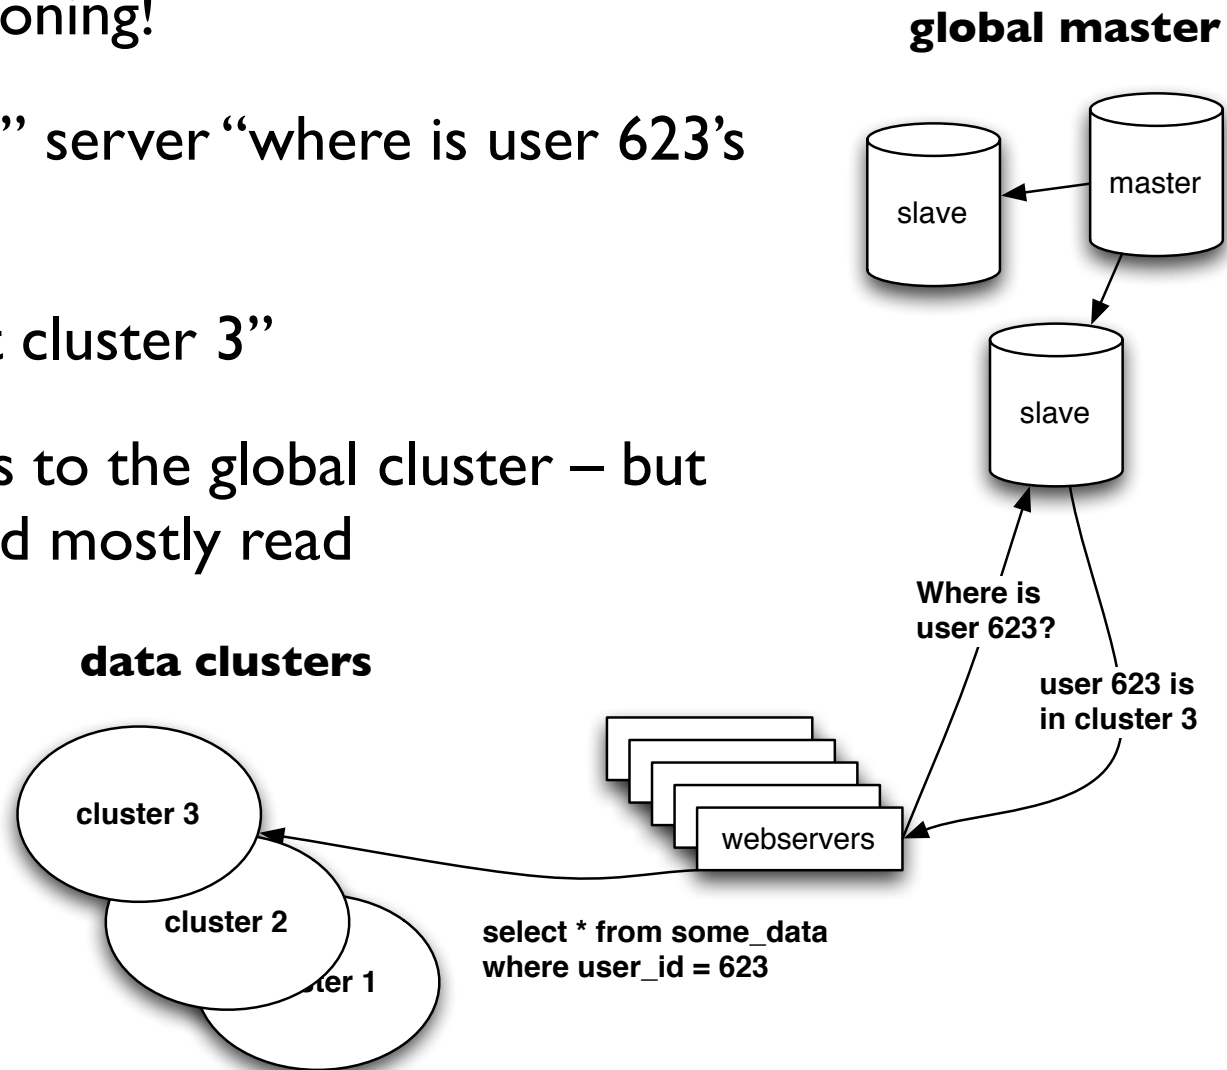 oning!
global master
” server “where is user 623’s
slave
master
t cluster 3”
slave
s to the global cluster – but
d mostly read
Where is
user 623?
data clusters
user 623 is
in cluster 3
cluster 3
webservers
cluster 2
select * from some_data
where user_id = 623
ster 1